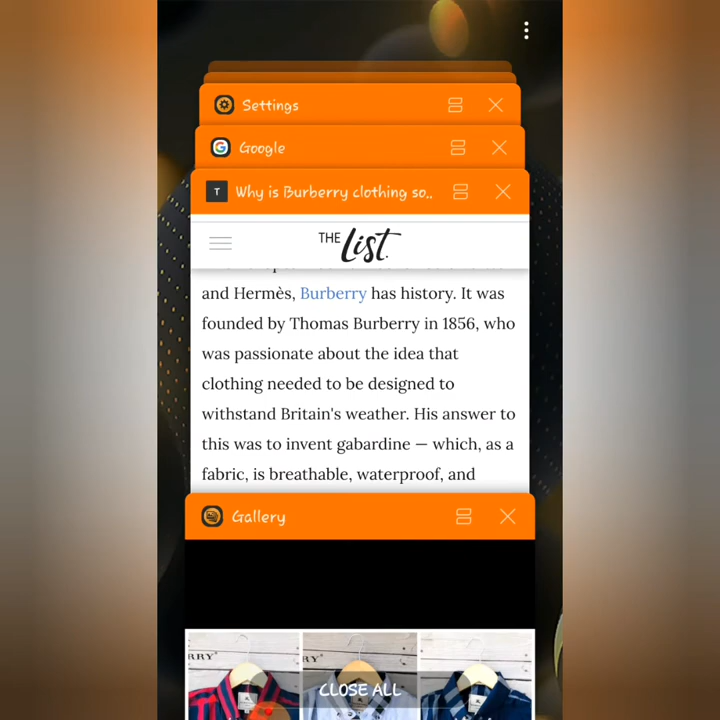 Settings
Google
T Why is Burberry clothing so..
THE List.
and Hermès, Burberry has history. It was
founded by Thomas Burberry in 1856, who
was passionate about the idea that
clothing needed to be designed to
withstand Britain's weather. His answer to
this was to invent gabardine — which, as a
fabric, is breathable, waterproof, and
Gallery
CLOSE ALL